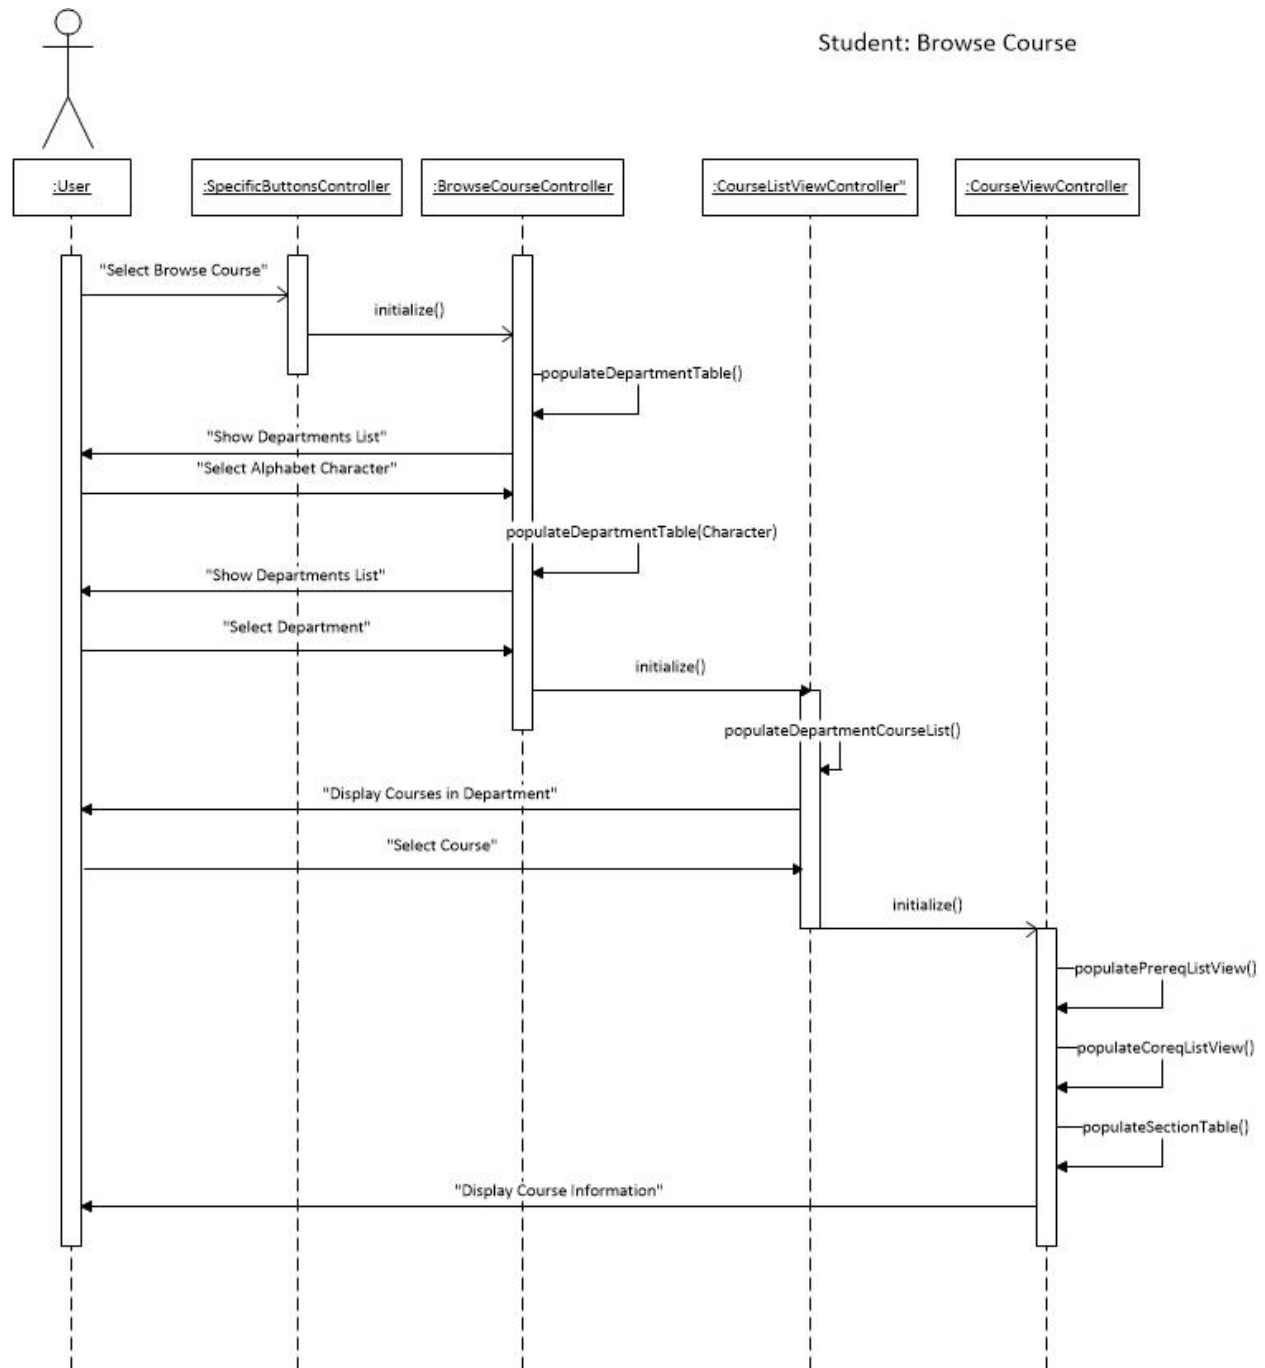 Student: Browse Course
:User
:SpecificButtonsController
:BrowseCourseController
:CourseListViewController"
:CourseViewController
"Select Browse Course"
initialize()
populateDepartmentTable()
"Show Departments List"
"Select Alphabet Character"
populateDepartmentTable(Character)
"Show Departments List"
"Select Department"
initialize()
populateDepartmentCourseList()
"Display Courses in Department"
"Select Course"
initialize()
populatePrereqListView()
populateCoreqListView()
populateSectionTable()
"Display Course Information"